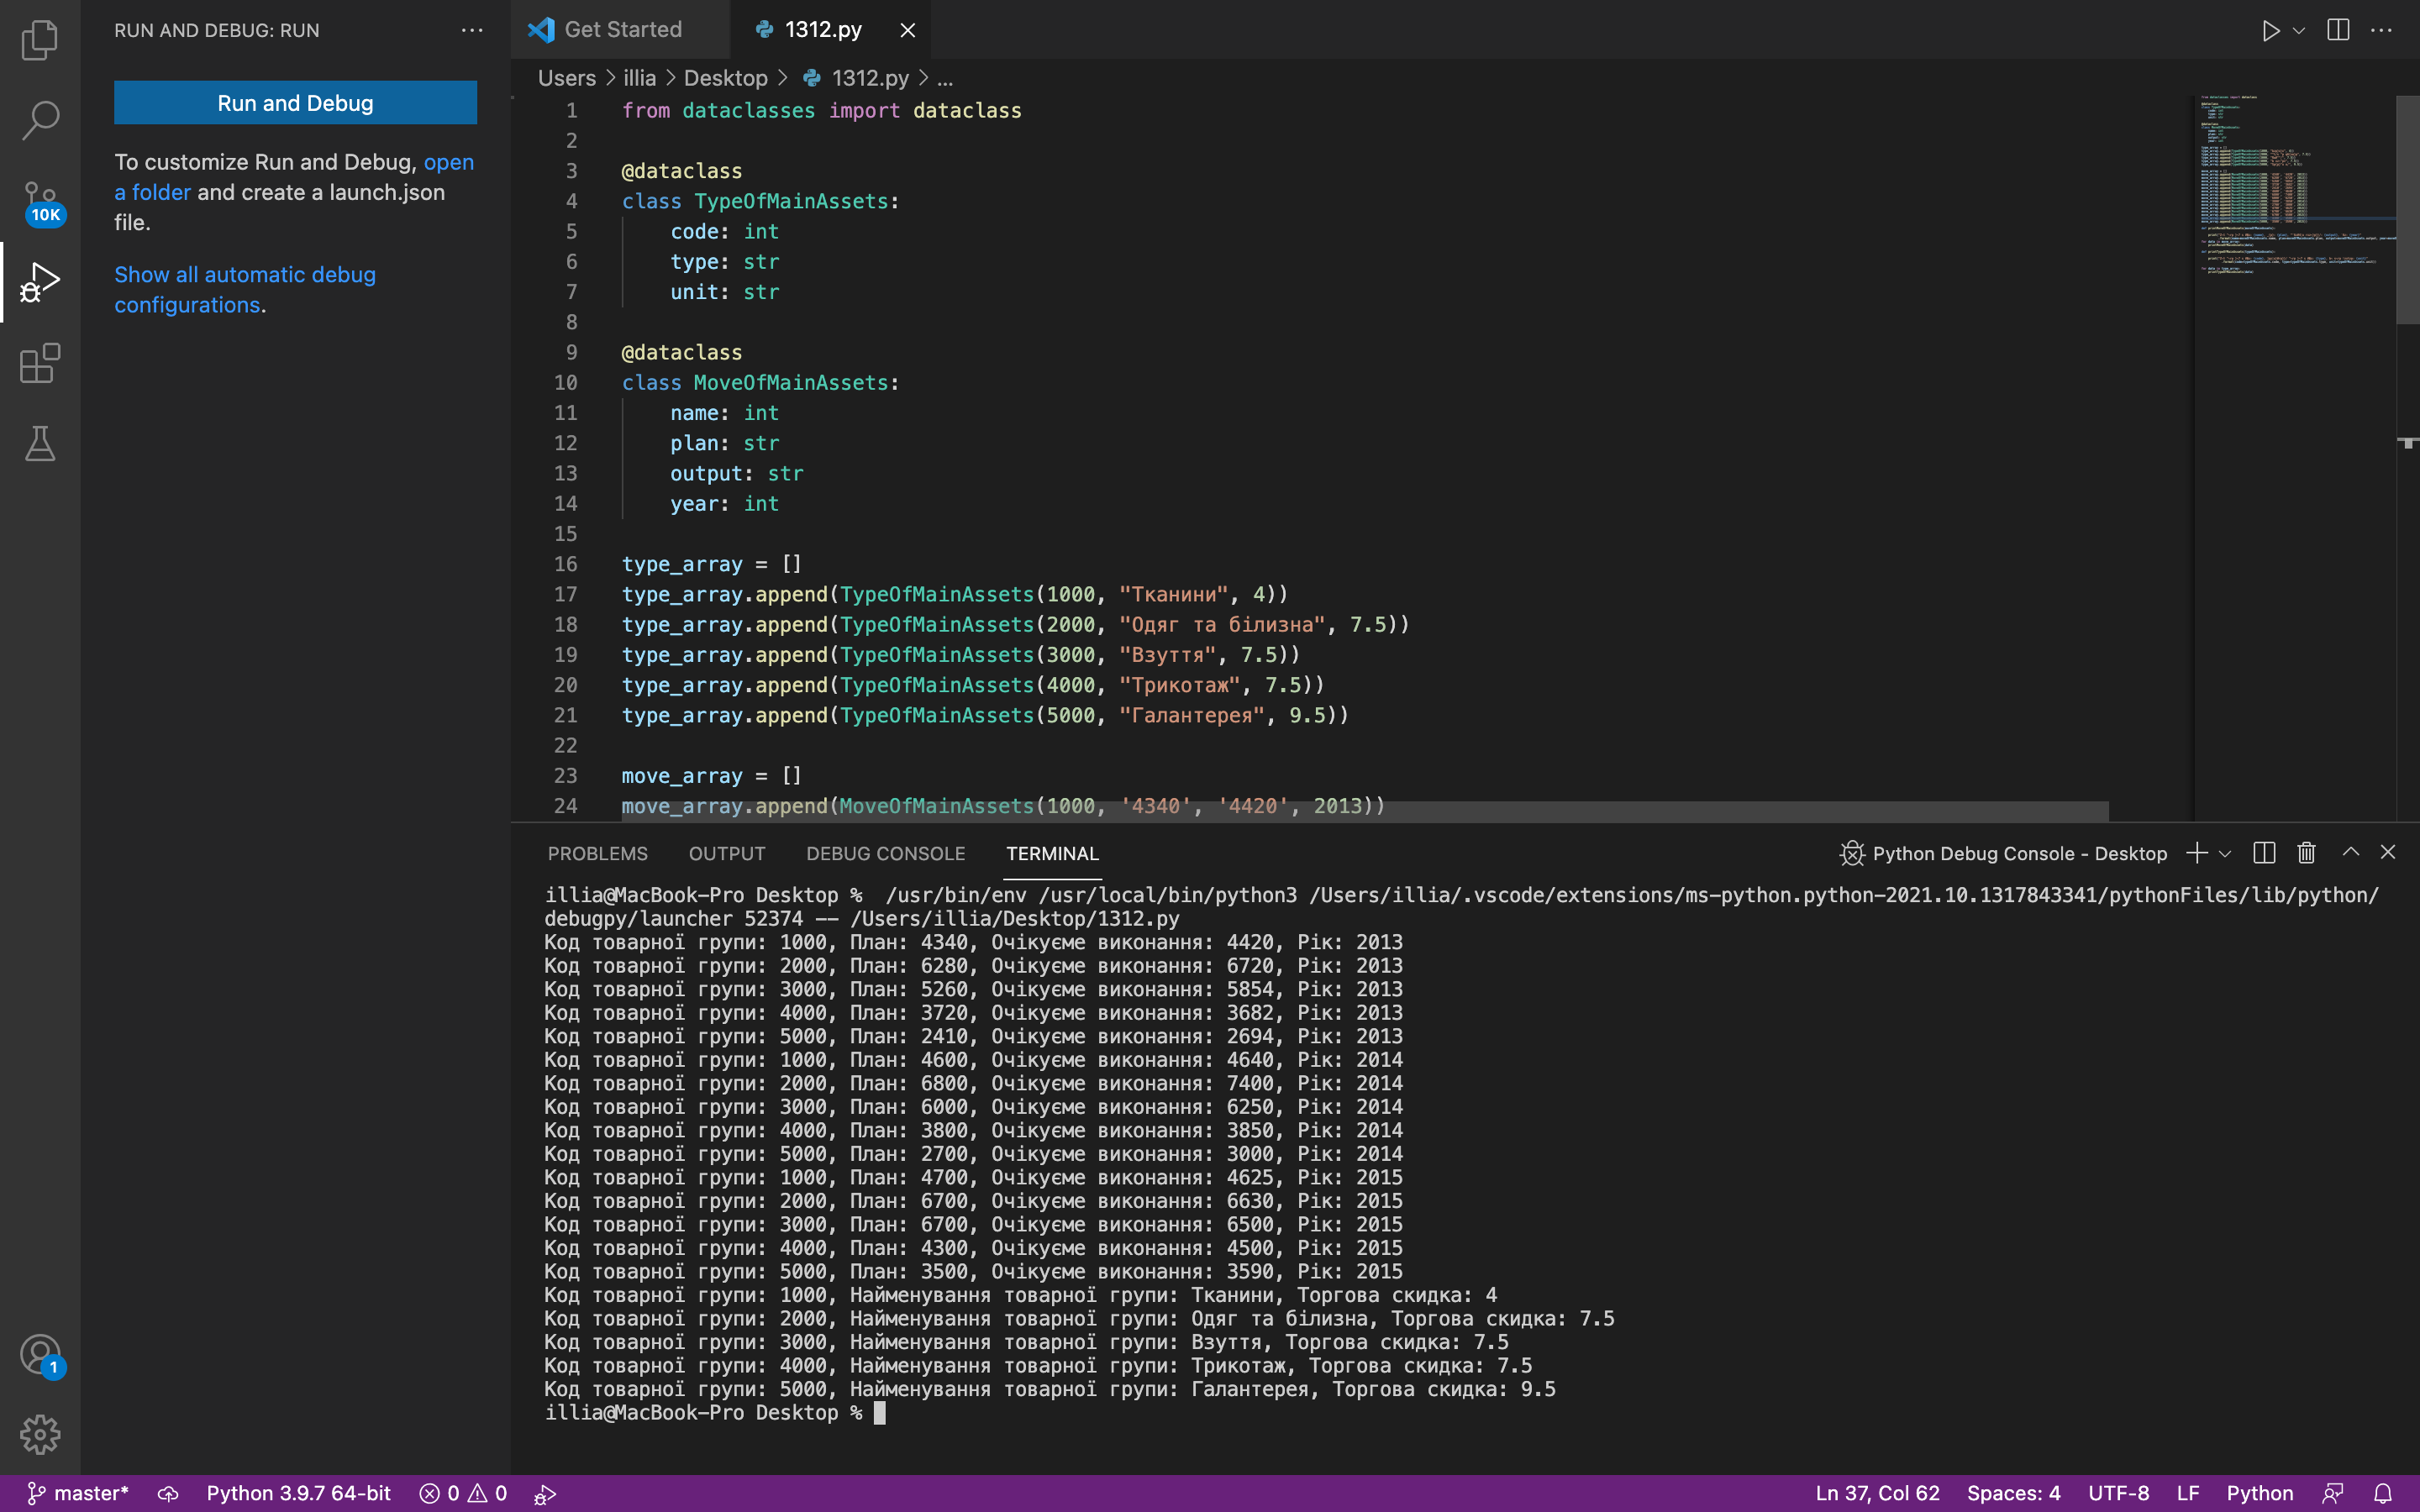 RUN AND DEBUG: RUN
Run and Debug
To customize Run and Debug, open
a folder and create a launch.json
file.
Show all automatic debug
configurations.
10K
1
Get Started
1312.py
Users > illia > Desktop > 1312.py > ...
1 from dataclasses import dataclass
2
3 @dataclass
4 class TypeOfMainAssets:
5 code: int
6 type: str
7 unit: str
8
9 @dataclass
10 class MoveOfMainAssets:
11 name: int
12 plan: str
13 output: str
14 year: int
15
16 type_array = []
17 type_array.append(TypeOfMainAssets(1000, "Тканини", 4))
18 type_array.append(TypeOfMainAssets(2000, "Одяг та білизна", 7.5))
19 type_array.append(TypeOfMainAssets(3000, "Взуття", 7.5))
20 type_array.append(TypeOfMainAssets(4000, "Трикотаж", 7.5))
21 type_array.append(TypeOfMainAssets(5000, "Галантерея", 9.5))
22
23 move_array = []
24 move_array.append(MoveOfMainAssets(1000, '4340', '4420', 2013))
PROBLEMS OUTPUT DEBUG CONSOLE TERMINAL Python Debug Console - Desktop
illia@MacBook-Pro Desktop % /usr/bin/env /usr/local/bin/python3 /Users/illia/.vscode/extensions/ms-python.python-2021.10.1317843341/pythonFiles/lib/python/
debugpy/launcher 52374 -- /Users/illia/Desktop/1312.py
Код товарної групи: 1000, План: 4340, Очікуєме виконання: 4420, Рік: 2013
Код товарної групи: 2000, План: 6280, Очікуєме виконання: 6720, Рік: 2013
Код товарної групи: 3000, План: 5260, Очікуєме виконання: 5854, Рік: 2013
Код товарної групи: 4000, План: 3720, Очікуєме виконання: 3682, Рік: 2013
Код товарної групи: 5000, План: 2410, Очікуєме виконання: 2694, Рік: 2013
Код товарної групи: 1000, План: 4600, Очікуєме виконання: 4640, Рік: 2014
Код товарної групи: 2000, План: 6800, Очікуєме виконання: 7400, Рік: 2014
Код товарної групи: 3000, План: 6000, Очікуєме виконання: 6250, Рік: 2014
Код товарної групи: 4000, План: 3800, Очікуєме виконання: 3850, Рік: 2014
Код товарної групи: 5000, План: 2700, Очікуєме виконання: 3000, Рік: 2014
Код товарної групи: 1000, План: 4700, Очікуєме виконання: 4625, Рік: 2015
Код товарної групи: 2000, План: 6700, Очікуєме виконання: 6630, Рік: 2015
Код товарної групи: 3000, План: 6700, Очікуєме виконання: 6500, Рік: 2015
Код товарної групи: 4000, План: 4300, Очікуєме виконання: 4500, Рік: 2015
Код товарної групи: 5000, План: 3500, Очікуєме виконання: 3590, Рік: 2015
Код товарної групи: 1000, Найменування товарної групи: Тканини, Торгова скидка: 4
Код товарної групи: 2000, Найменування товарної групи: Одяг та білизна, Торгова скидка: 7.5
Код товарної групи: 3000, Найменування товарної групи: Взуття, Торгова скидка: 7.5
Код товарної групи: 4000, Найменування товарної групи: Трикотаж, Торгова скидка: 7.5
Код товарної групи: 5000, Найменування товарної групи: Галантерея, Торгова скидка: 9.5
illia@MacBook-Pro Desktop %
master* Python 3.9.7 64-bit 0 0 Ln 37, Col 62 Spaces: 4 UTF-8 LF Python